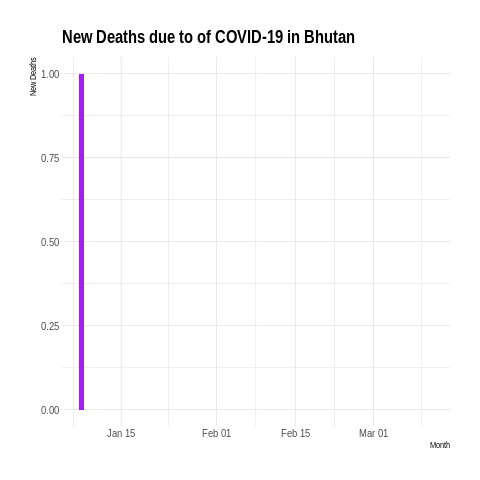 New Deaths due to of COVID-19 in Bhutan
New Deaths
1.00
0.75
0.50
0.25
0.00
Jan 15 Feb 01 Feb 15 Mar 01
Month